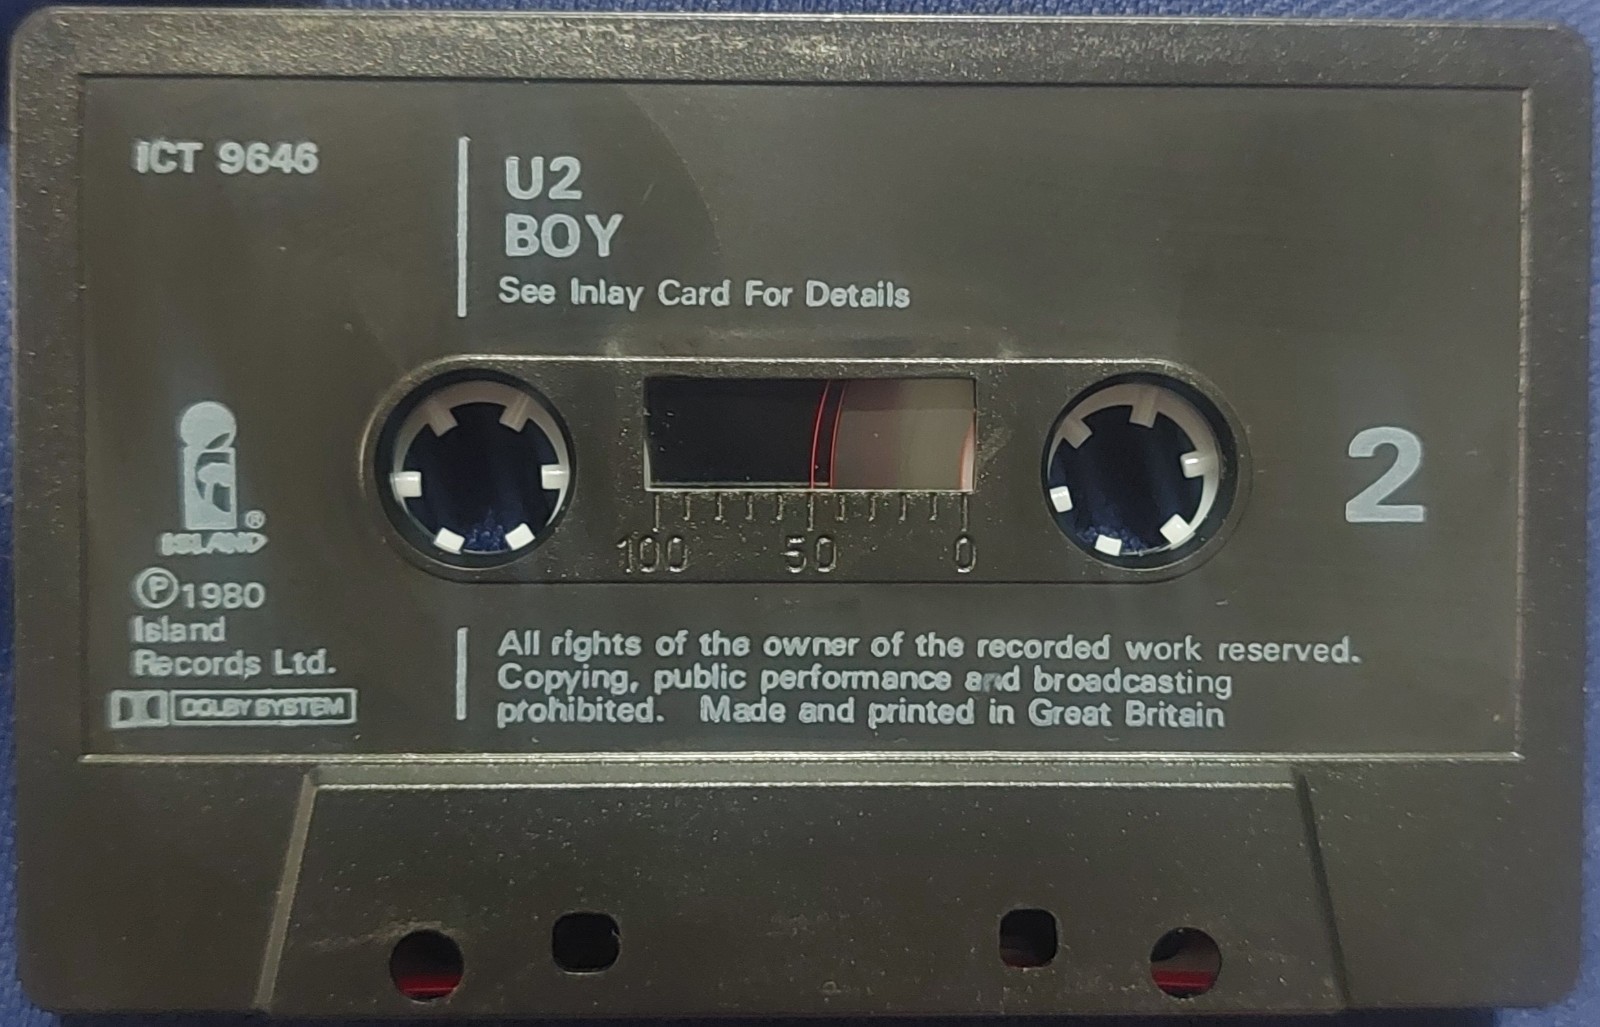 ICT 9646
U2
BOY
See Inlay Card For Details
2
100 50 0
®
ISLAND
Ⓟ1980
Island
Records Ltd.
DOLBY SYSTEM
All rights of the owner of the recorded work reserved.
Copying, public performance and broadcasting
prohibited. Made and printed in Great Britain